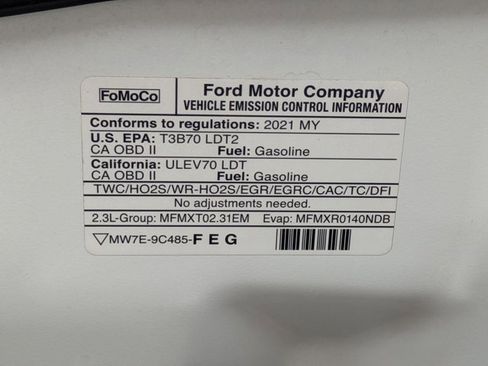 FoMoCo
Ford Motor Company
VEHICLE EMISSION CONTROL INFORMATION
Conforms to regulations: 2021 MY
U.S. EPA: T3B70 LDT2
CA OBD II Fuel: Gasoline
California: ULEV70 LDT
CA OBD II Fuel: Gasoline
TWC/HO2S/WR-HO2S/EGR/EGRC/CAC/TC/DFI
No adjustments needed.
2.3L-Group: MFMXT02.31EM Evap: MFMXR0140NDB
MW7E-9C485-FEG